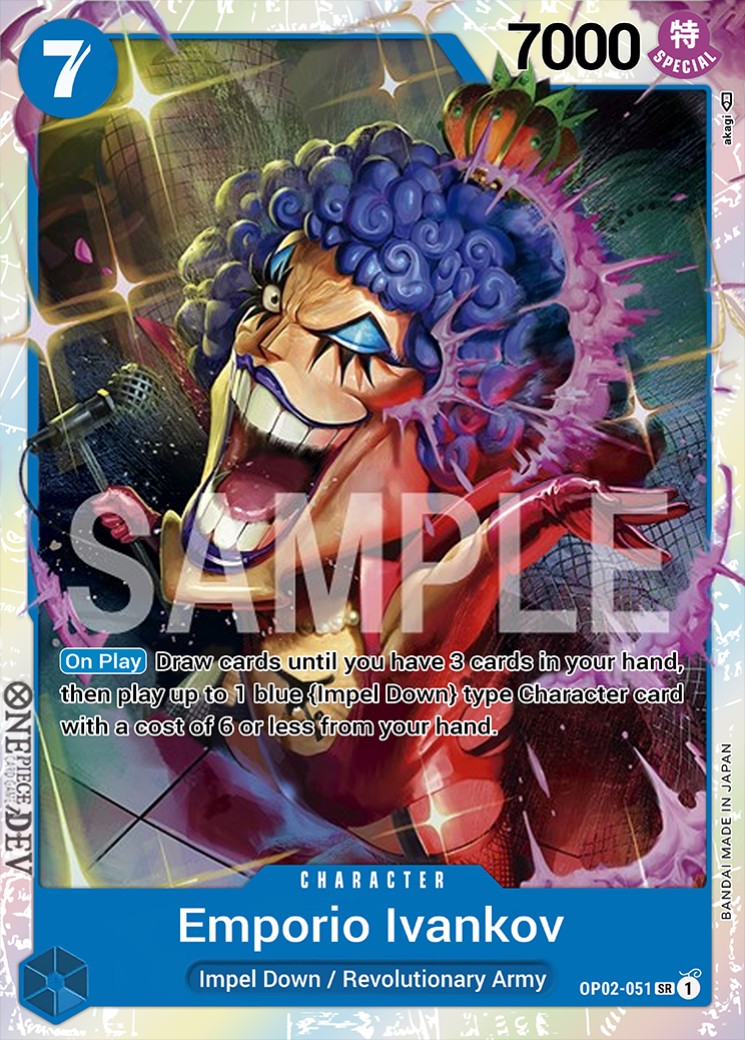 7
7000
特
SPECIAL
akagi
SAMPLE
On Play Draw cards until you have 3 cards in your hand,
then play up to 1 blue {Impel Down} type Character card
with a cost of 6 or less from your hand.
ONE PIECE
CARD GAME
DEV
BANDAI MADE IN JAPAN
CHARACTER
Emporio Ivankov
Impel Down / Revolutionary Army
OP02-051 SR 1